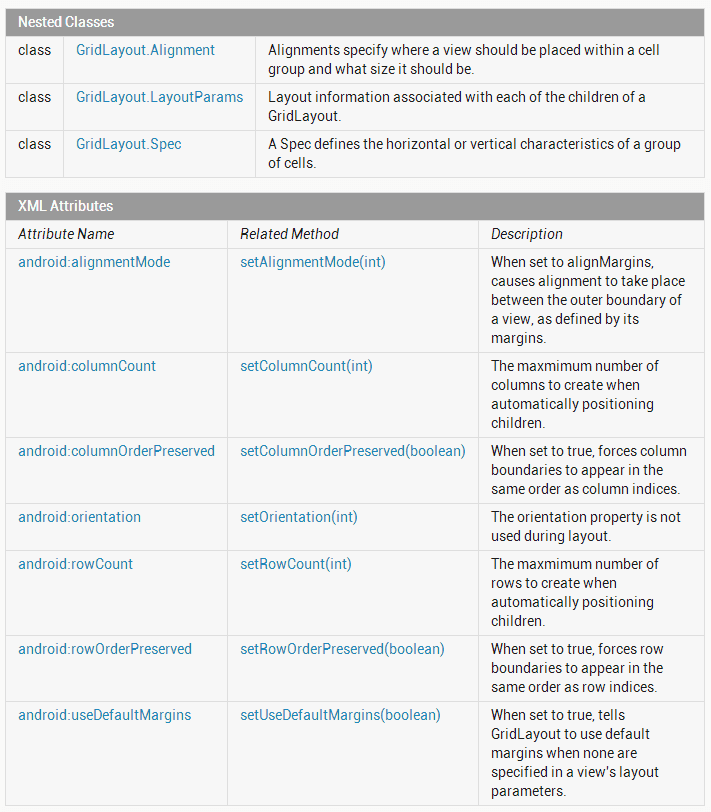 Nested Classes
class GridLayout.Alignment Alignments specify where a view should be placed within a cell
group and what size it should be.
class GridLayout.LayoutParams Layout information associated with each of the children of a
GridLayout.
class GridLayout.Spec A Spec defines the horizontal or vertical characteristics of a group
of cells.
XML Attributes
Attribute Name Related Method Description
android:alignmentMode setAlignmentMode(int) When set to alignMargins,
causes alignment to take place
between the outer boundary of
a view, as defined by its
margins.
android:columnCount setColumnCount(int) The maxmimum number of
columns to create when
automatically positioning
children.
android:columnOrderPreserved setColumnOrderPreserved(boolean) When set to true, forces column
boundaries to appear in the
same order as column indices.
android:orientation setOrientation(int) The orientation property is not
used during layout.
android:rowCount setRowCount(int) The maxmimum number of
rows to create when
automatically positioning
children.
android:rowOrderPreserved setRowOrderPreserved(boolean) When set to true, forces row
boundaries to appear in the
same order as row indices.
android:useDefaultMargins setUseDefaultMargins(boolean) When set to true, tells
GridLayout to use default
margins when none are
specified in a view's layout
parameters.